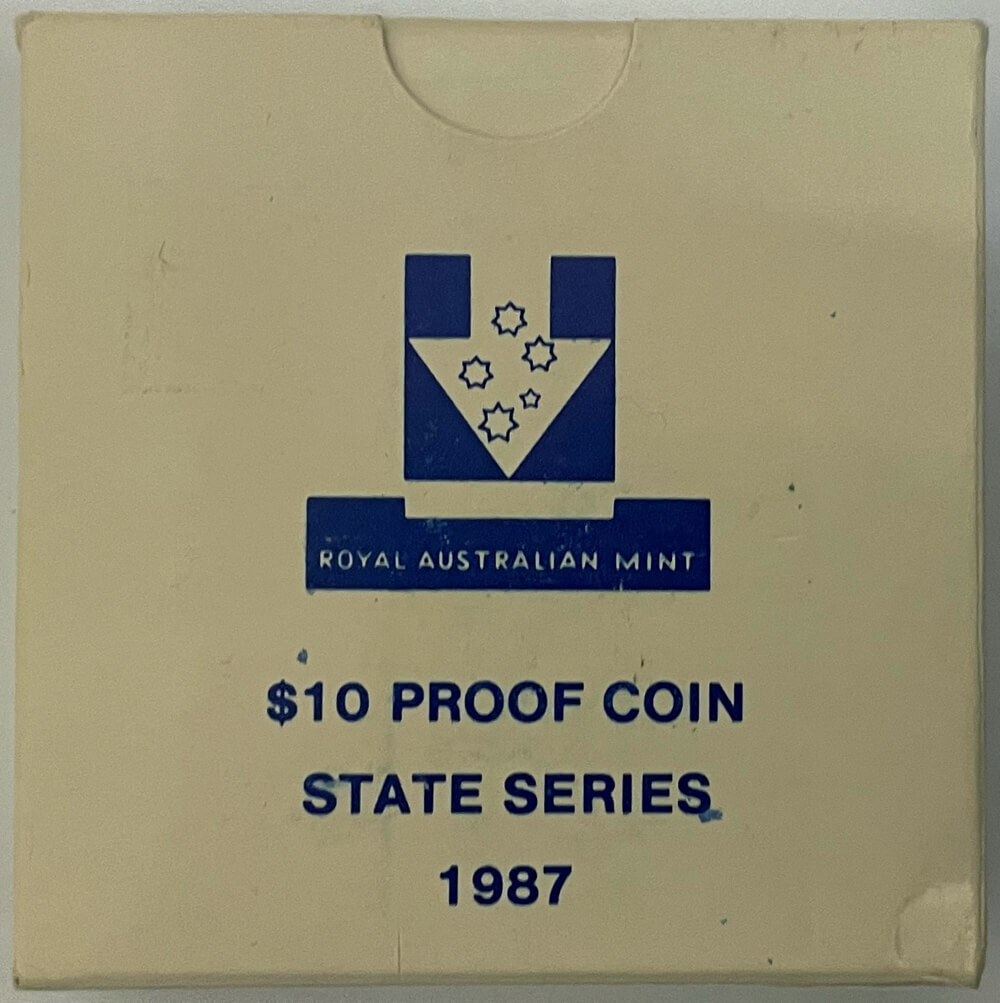 ROYAL AUSTRALIAN MINT
$10 PROOF COIN
STATE SERIES
1987